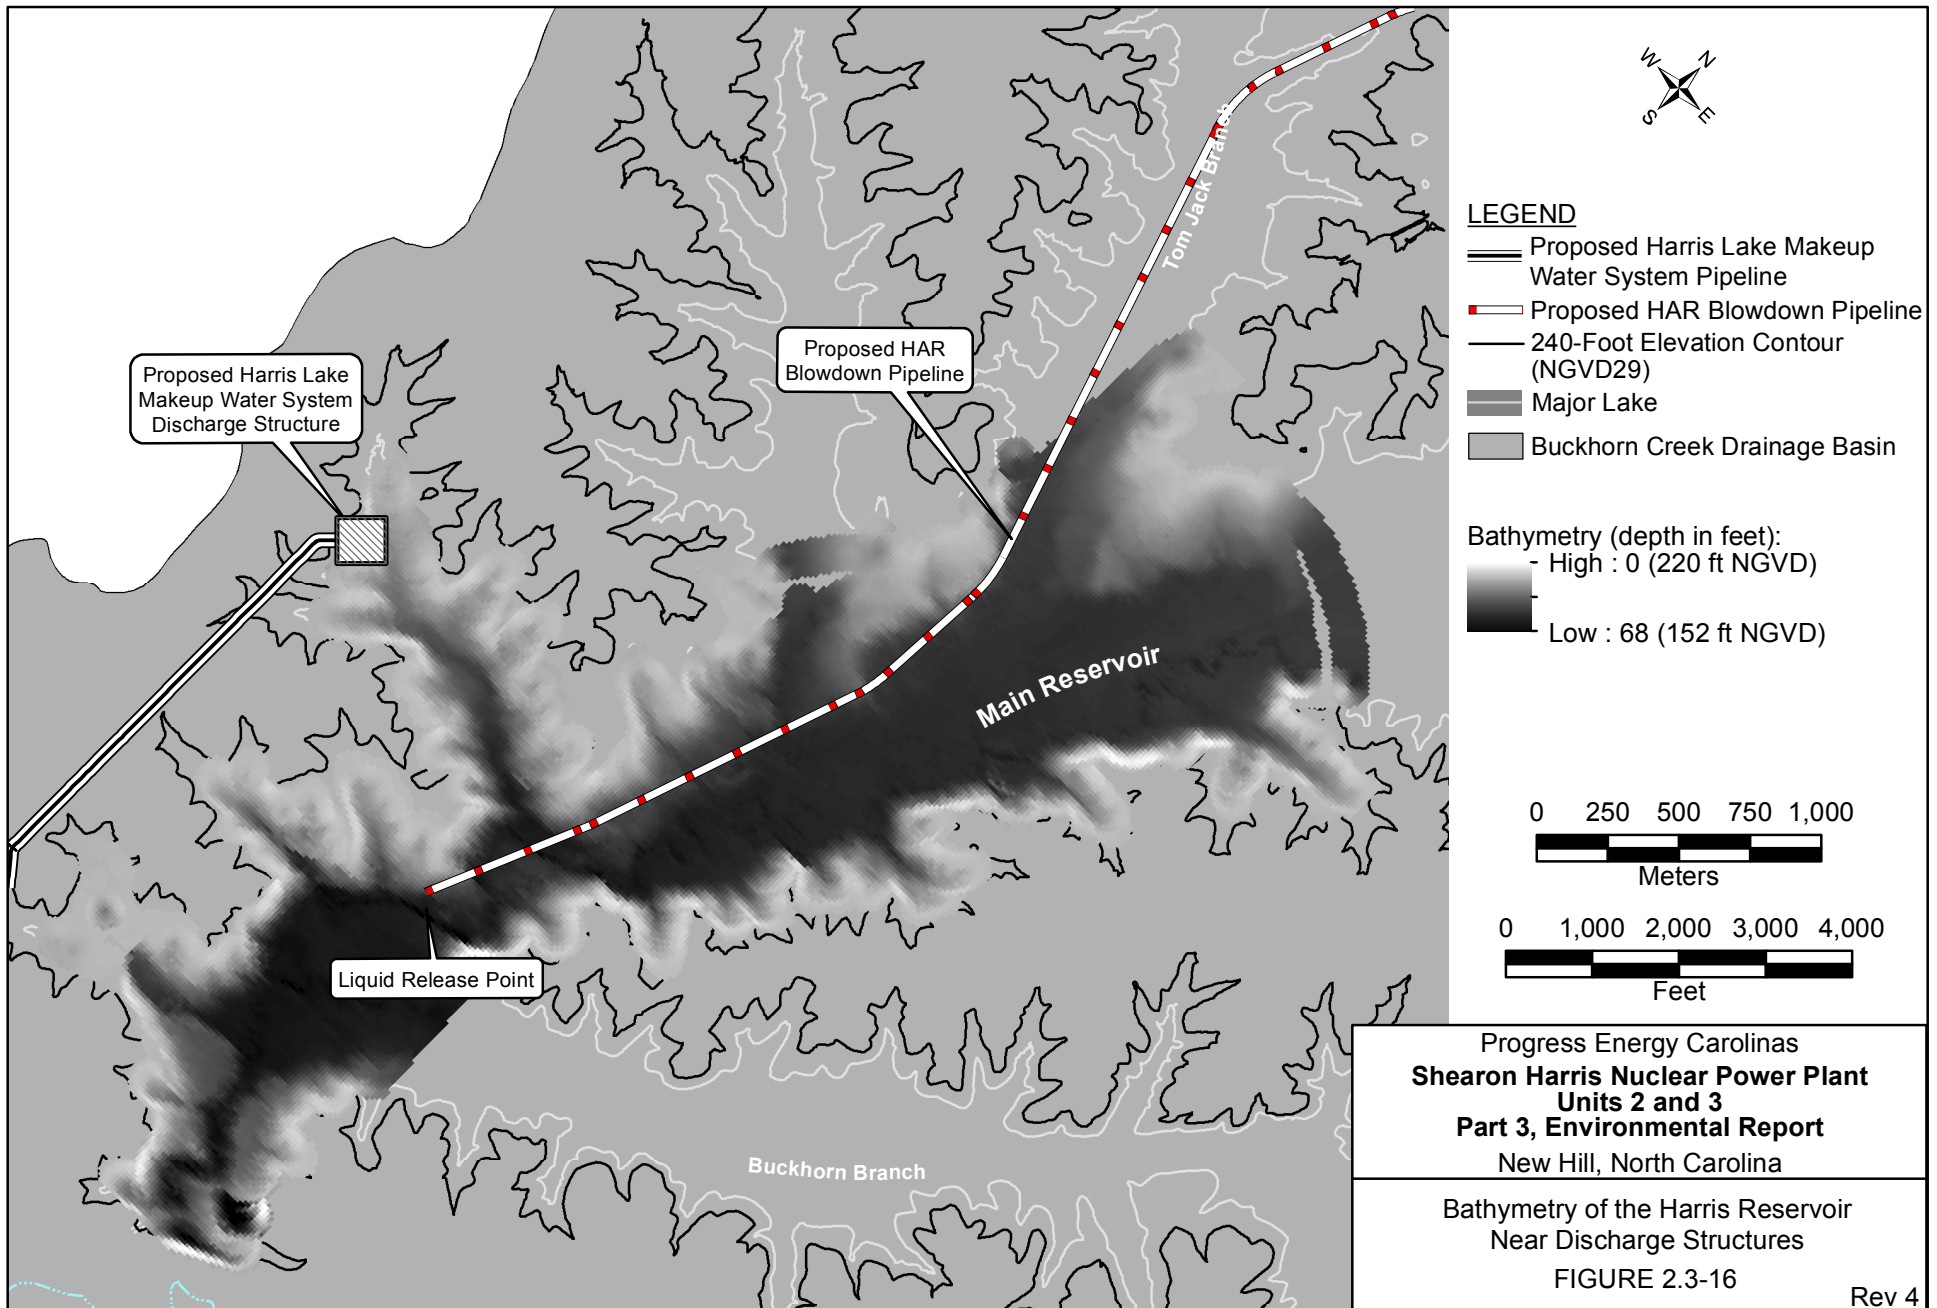 W
N
S
E
LEGEND
Proposed Harris Lake Makeup
Water System Pipeline
Proposed HAR Blowdown Pipeline
240-Foot Elevation Contour
(NGVD29)
Major Lake
Buckhorn Creek Drainage Basin
Bathymetry (depth in feet):
High : 0 (220 ft NGVD)
Low : 68 (152 ft NGVD)
Tom Jack Branch
Proposed HAR
Blowdown Pipeline
Proposed Harris Lake
Makeup Water System
Discharge Structure
Main Reservoir
Liquid Release Point
Buckhorn Branch
0 250 500 750 1,000
Meters
0 1,000 2,000 3,000 4,000
Feet
Progress Energy Carolinas
Shearon Harris Nuclear Power Plant
Units 2 and 3
Part 3, Environmental Report
New Hill, North Carolina
Bathymetry of the Harris Reservoir
Near Discharge Structures
FIGURE 2.3-16
Rev 4